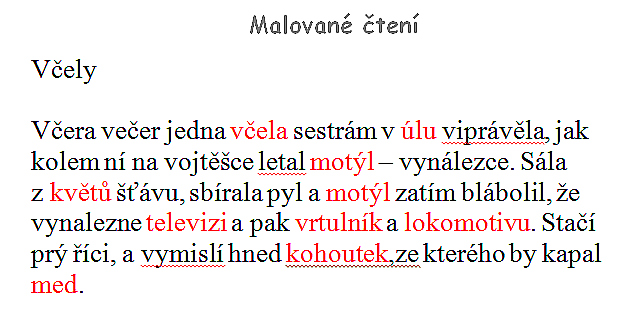 Malované čtení
Včely
Včera večer jedna včela sestrám v úlu viprávěla, jak
kolem ní na vojtěšce letal motýl – vynálezce. Sála
z květů šťávu, sbírala pyl a motýl zatím blábolil, že
vynalezne televizi a pak vrtulník a lokomotivu. Stačí
prý říci, a vymislí hned kohoutek,ze kterého by kapal
med.